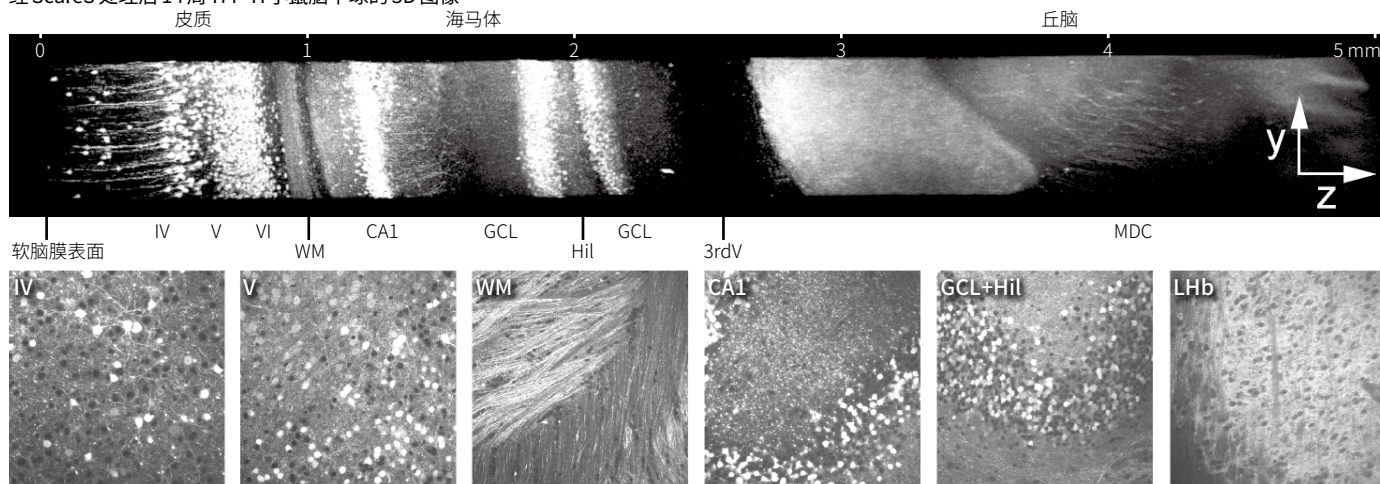 皮质 海马体 丘脑
0 1 2 3 4 5 mm
y
z
IV V VI CA1 GCL GCL MDC
软脑膜表面 WM Hil 3rdV
IV V WM CA1 GCL+Hil LHb